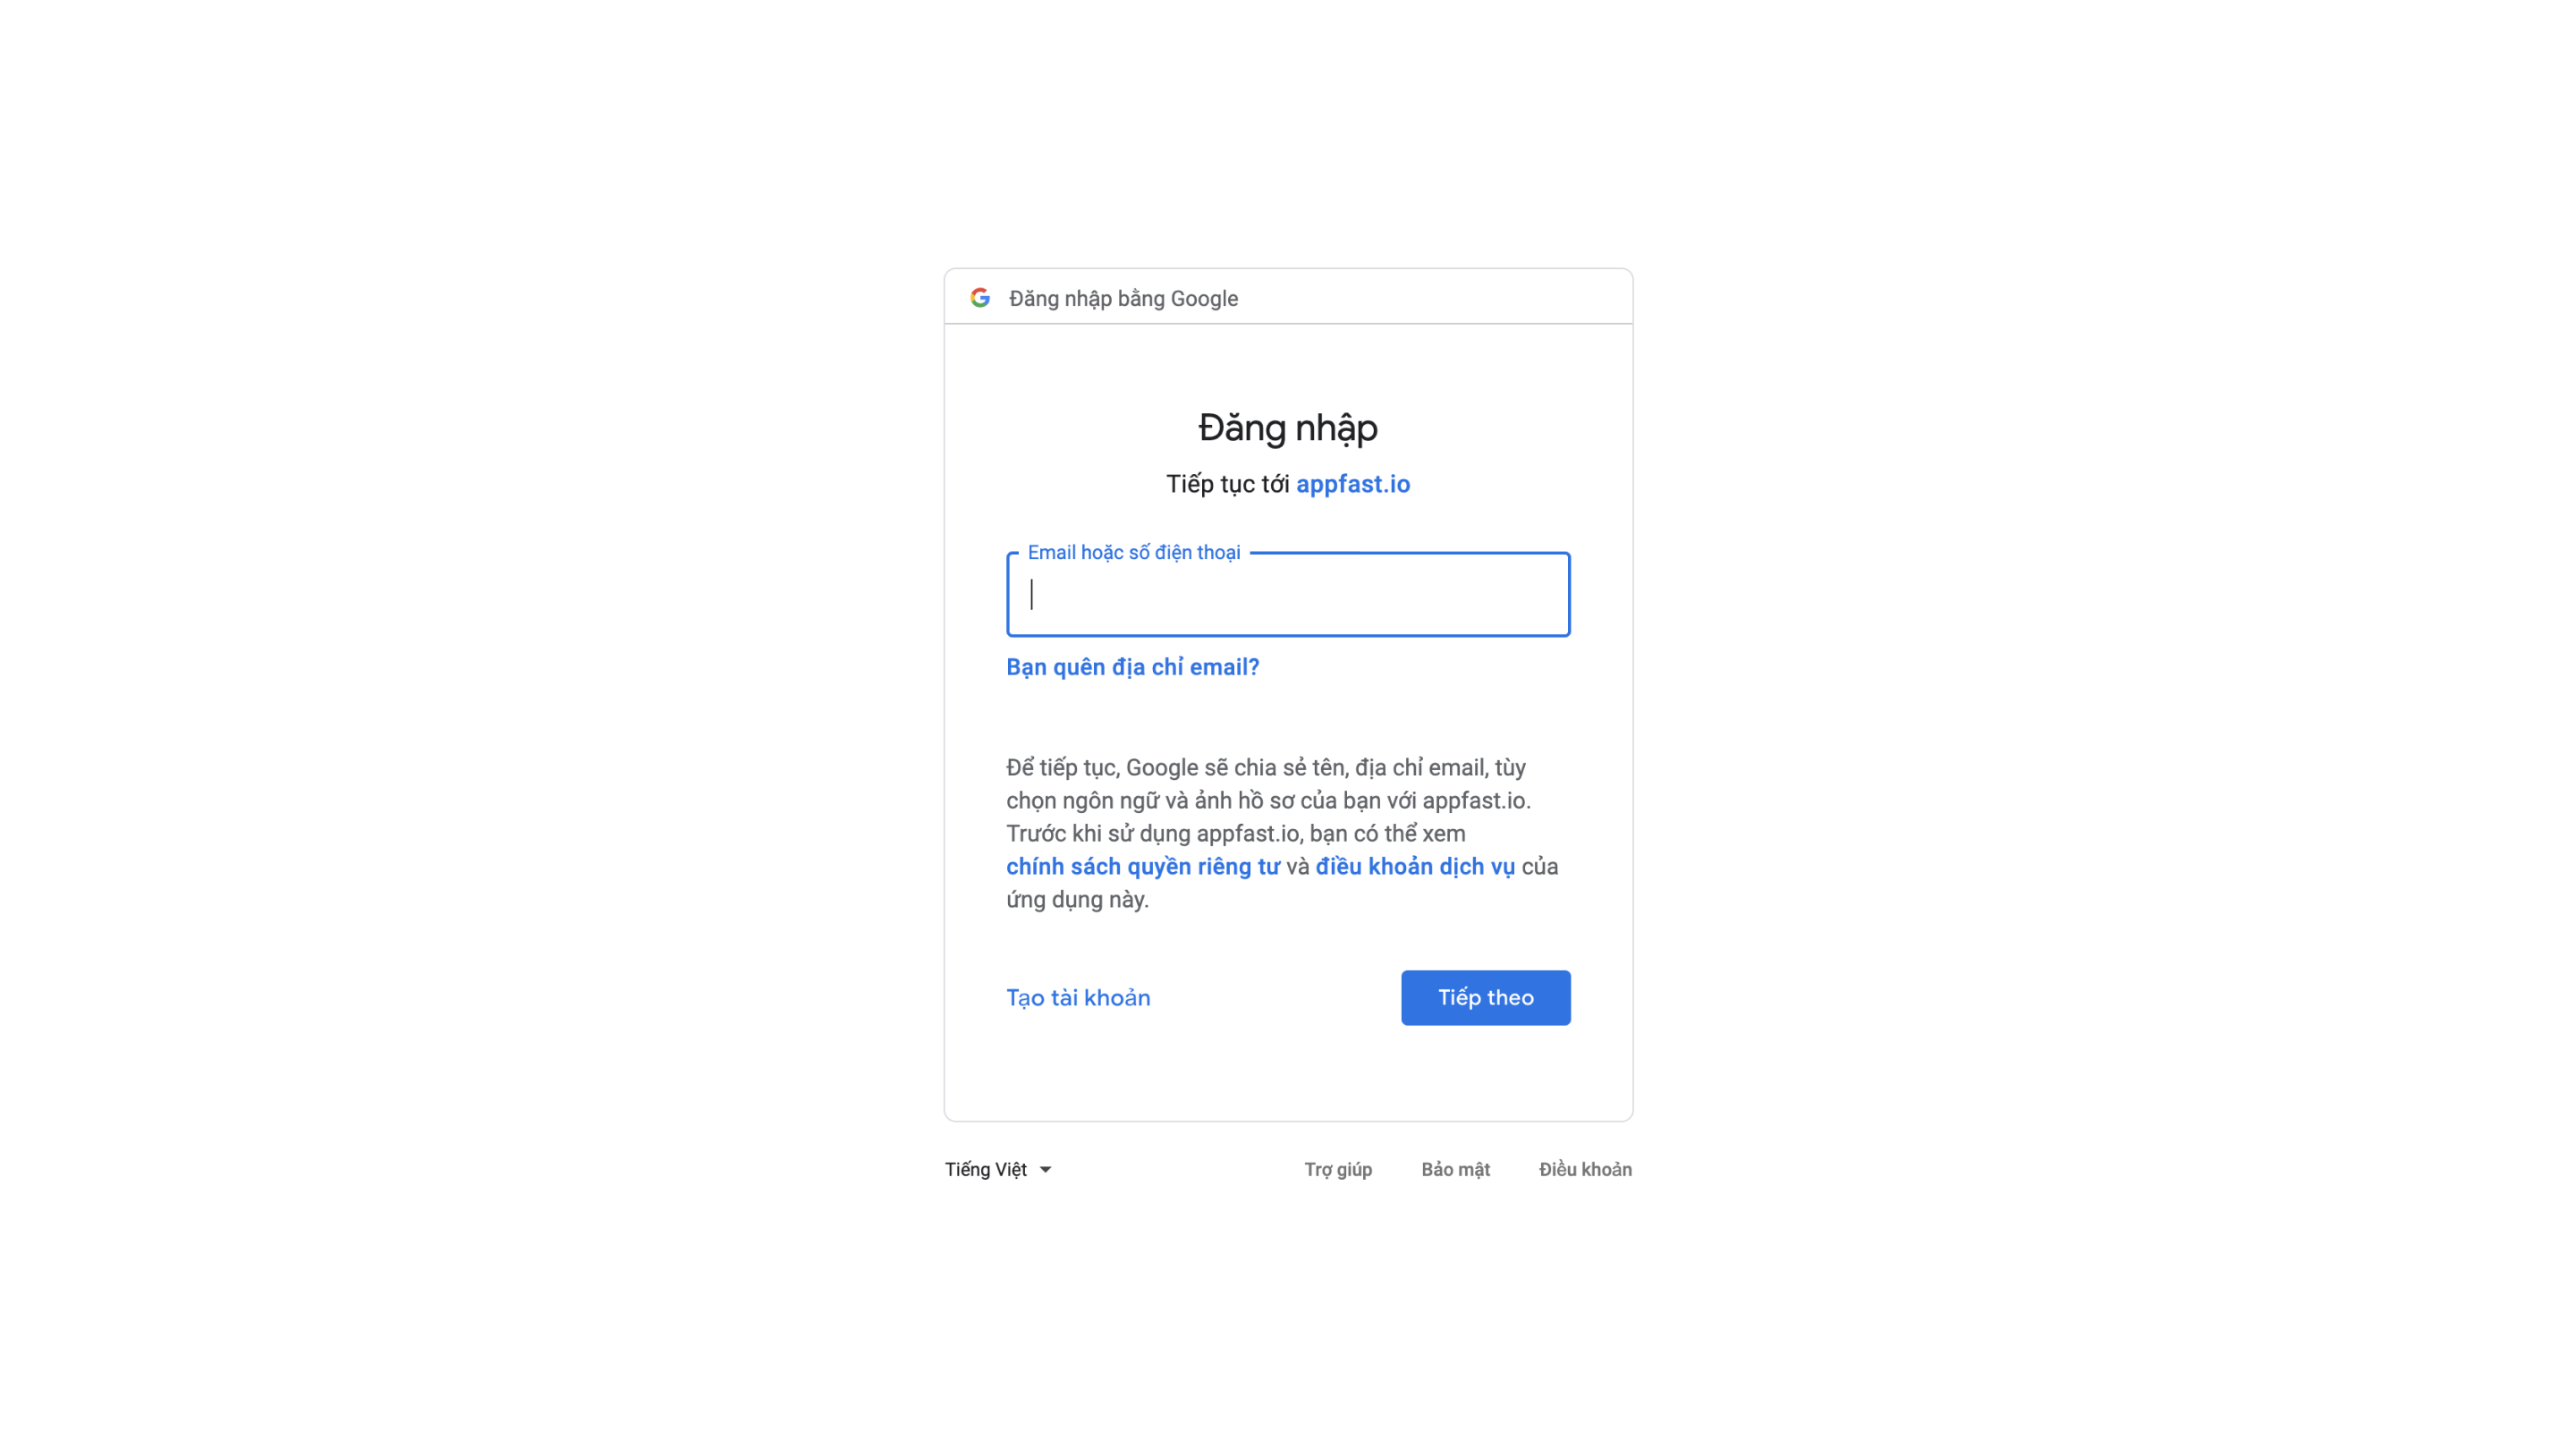 Đăng nhập bằng Google
Đăng nhập
Tiếp tục tới appfast.io
Email hoặc số điện thoại
Bạn quên địa chỉ email?
Để tiếp tục, Google sẽ chia sẻ tên, địa chỉ email, tùy
chọn ngôn ngữ và ảnh hồ sơ của bạn với appfast.io.
Trước khi sử dụng appfast.io, bạn có thể xem
chính sách quyền riêng tư và điều khoản dịch vụ của
ứng dụng này.
Tạo tài khoản
Tiếp theo
Tiếng Việt
Trợ giúp
Bảo mật
Điều khoản